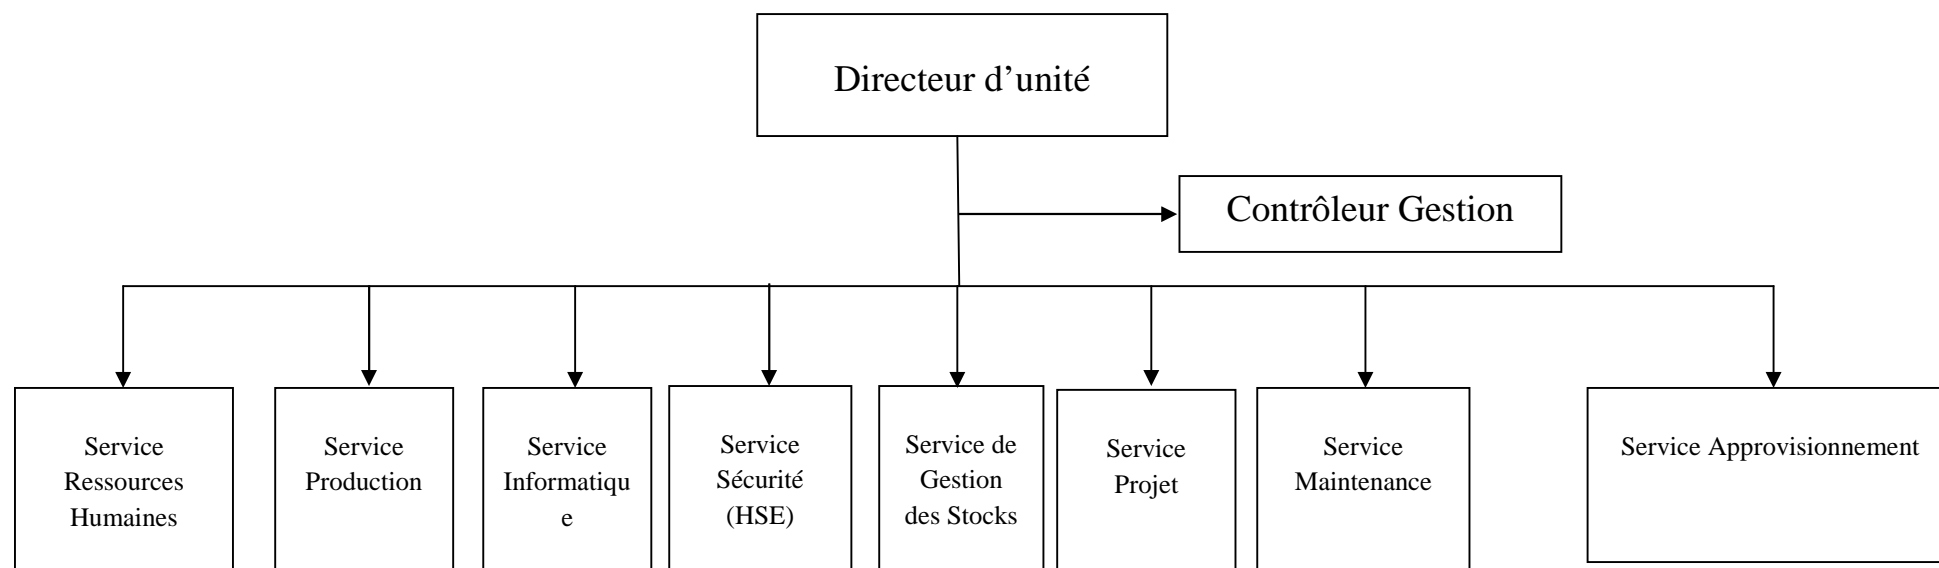 Directeur d’unité
Contrôleur Gestion
Service
Ressources
Humaines
Service
Production
Service
Informatiqu
e
Service
Sécurité
(HSE)
Service de
Gestion
des Stocks
Service
Projet
Service
Maintenance
Service Approvisionnement